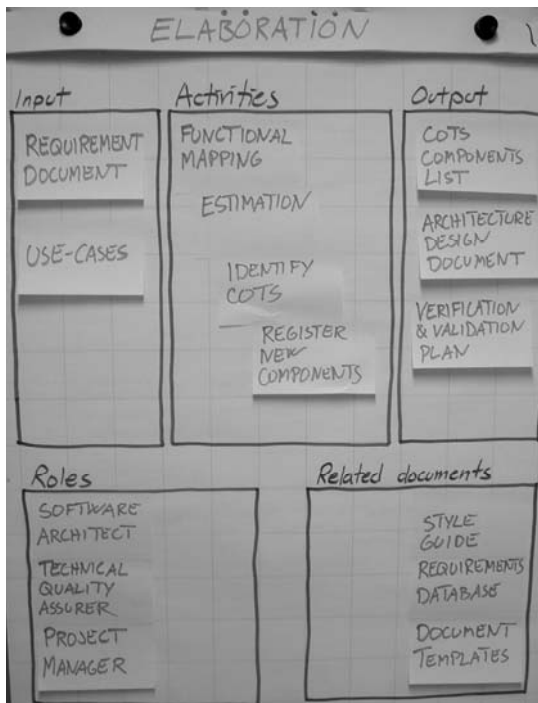 ELABORATION
Input
REQUIREMENT
DOCUMENT
USE-CASES
Activities
FUNCTIONAL
MAPPING
ESTIMATION
IDENTIFY
COTS
REGISTER
NEW
COMPONENTS
Output
COTS
COMPONENTS
LIST
ARCHITECTURE
DESIGN
DOCUMENT
VERIFICATION
& VALIDATION
PLAN
Roles
SOFTWARE
ARCHITECT
TECHNICAL
QUALITY
ASSURER
PROJECT
MANAGER
Related documents
STYLE
GUIDE
REQUIREMENTS
DATABASE
DOCUMENT
TEMPLATES